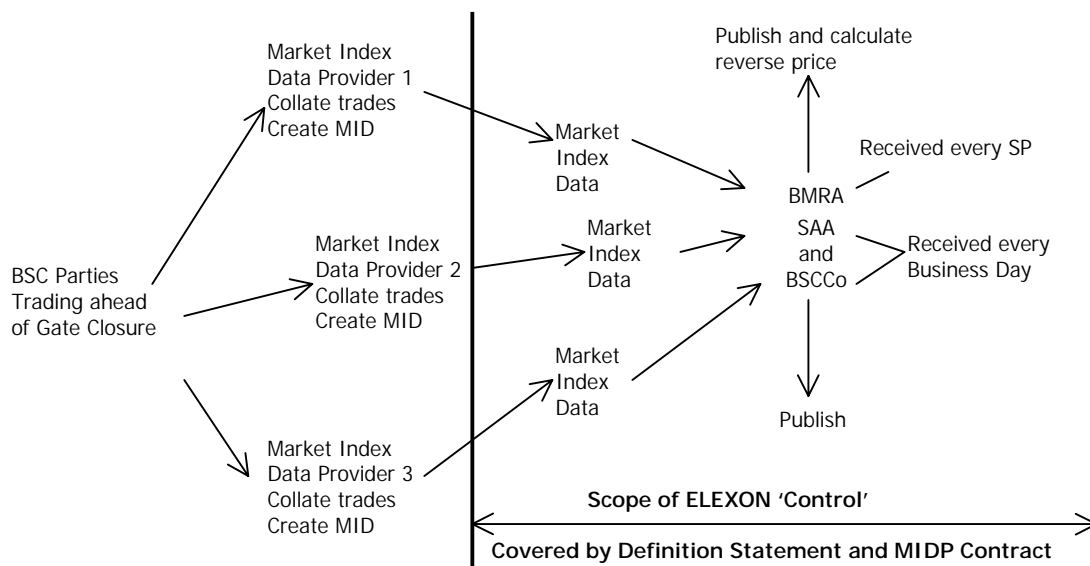 BSC Parties
Trading ahead
of Gate Closure
Market Index
Data Provider 1
Collate trades
Create MID
Market Index
Data Provider 2
Collate trades
Create MID
Market Index
Data Provider 3
Collate trades
Create MID
Market
Index
Data
Market
Index
Data
Market
Index
Data
Publish and calculate
reverse price
Received every SP
BMRA
SAA
and
BSCCo
Received every
Business Day
Publish
Scope of ELEXON ‘Control’
Covered by Definition Statement and MIDP Contract